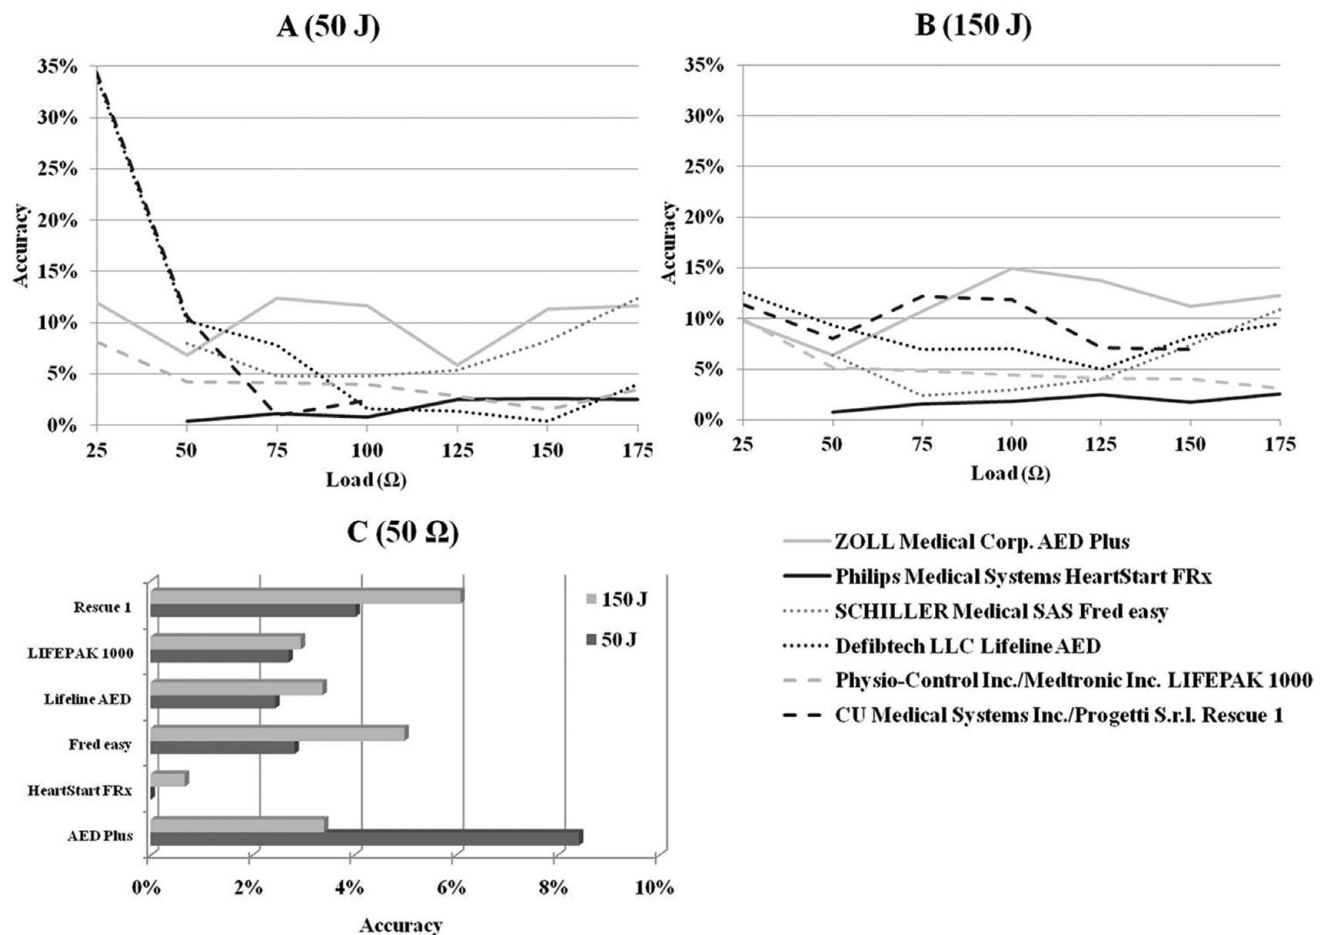 A (50 J)
35%
30%
25%
20%
15%
10%
5%
0%
Accuracy
25 50 75 100 125 150 175
Load (Ω)
B (150 J)
35%
30%
25%
20%
15%
10%
5%
0%
Accuracy
25 50 75 100 125 150 175
Load (Ω)
C (50 Ω)
Rescue 1
LIFEPAK 1000
Lifeline AED
Fred easy
HeartStart FRx
AED Plus
150 J
50 J
0% 2% 4% 6% 8% 10%
Accuracy
ZOLL Medical Corp. AED Plus
Philips Medical Systems HeartStart FRx
SCHILLER Medical SAS Fred easy
Defibtech LLC Lifeline AED
Physio-Control Inc./Medtronic Inc. LIFEPAK 1000
CU Medical Systems Inc./Progetti S.r.l. Rescue 1